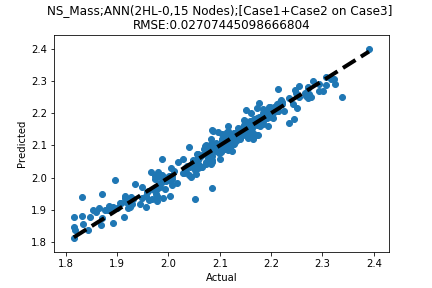 NS_Mass;ANN(2HL-0,15 Nodes);[Case1+Case2 on Case3]
RMSE:0.02707445098666804
2.4
2.3
2.2
2.1
2.0
1.9
1.8
Predicted
1.8 1.9 2.0 2.1 2.2 2.3 2.4
Actual